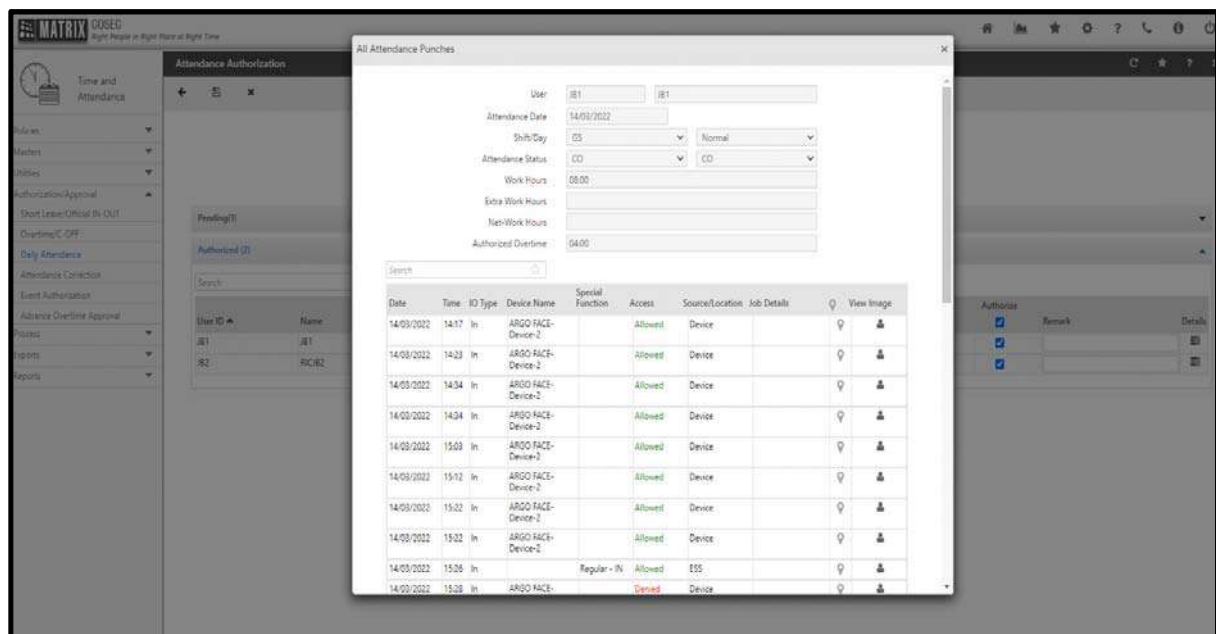 MATRIX COSEC
Right People in Right Place at Right Time
Time and Attendance
Policies
Masters
Utilities
Authorization/Approval
Short Leave/Official IN-OUT
Overtime/C-OFF
Daily Attendance
Attendance Correction
Event Authorization
Advance Overtime Approval
Process
Exports
Reports
Attendance Authorization
Authorized (2)
Search
User ID Name
JB1 JB1
Authorize Remark Details
All Attendance Punches
User JB1 JB1
Attendance Date 14/03/2022
Shift/Day GS Normal
Attendance Status CO CO
Work Hours 08:00
Extra Work Hours
Net-Work Hours
Authorized Overtime 04:00
Search
Date Time IO Type Device Name Special Function Access Source/Location Job Details View Image
14/03/2022 14:17 In ARGO FACE-Device-2 Allowed Device
14/03/2022 14:23 In ARGO FACE-Device-2 Allowed Device
14/03/2022 14:34 In ARGO FACE-Device-2 Allowed Device
14/03/2022 14:34 In ARGO FACE-Device-2 Allowed Device
14/03/2022 15:03 In ARGO FACE-Device-2 Allowed Device
14/03/2022 15:12 In ARGO FACE-Device-2 Allowed Device
14/03/2022 15:22 In ARGO FACE-Device-2 Allowed Device
14/03/2022 15:22 In ARGO FACE-Device-2 Allowed Device
14/03/2022 15:26 In Regular - IN Allowed ESS
14/03/2022 15:28 In ARGO FACE- Denied Device